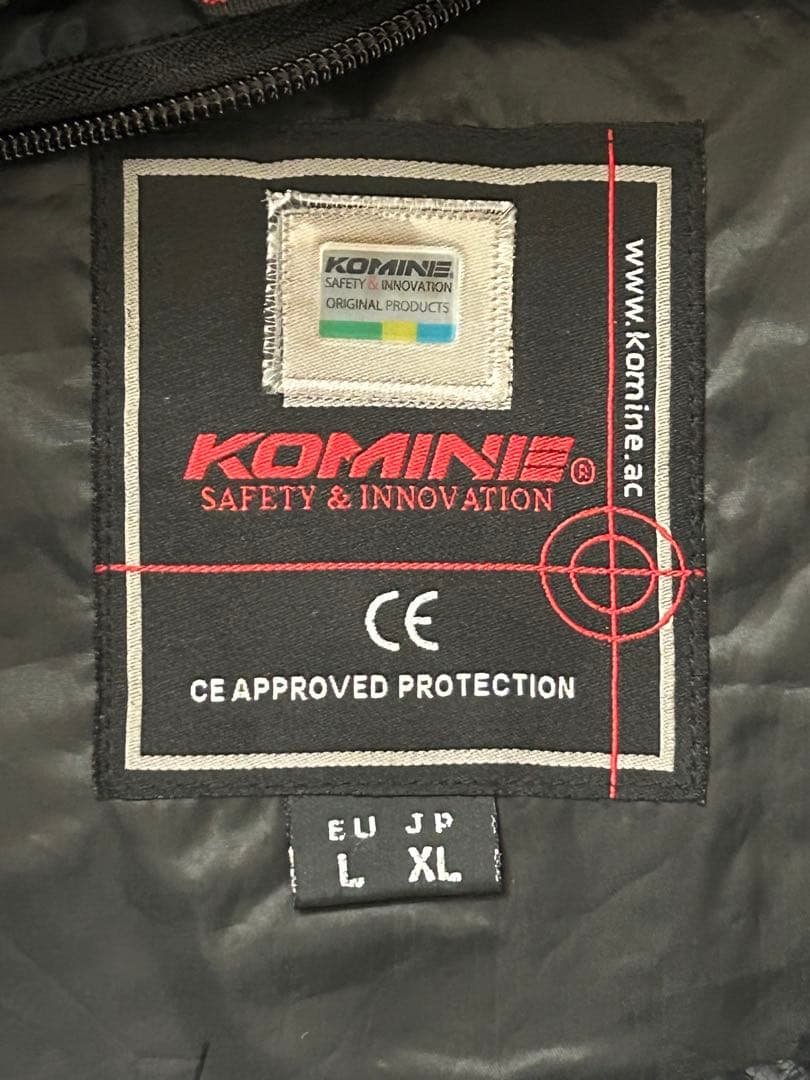 KOMINE
SAFETY & INNOVATION
ORIGINAL PRODUCTS
KOMINE®
SAFETY & INNOVATION
www.komine.ac
CE
CE APPROVED PROTECTION
EU JP
L XL